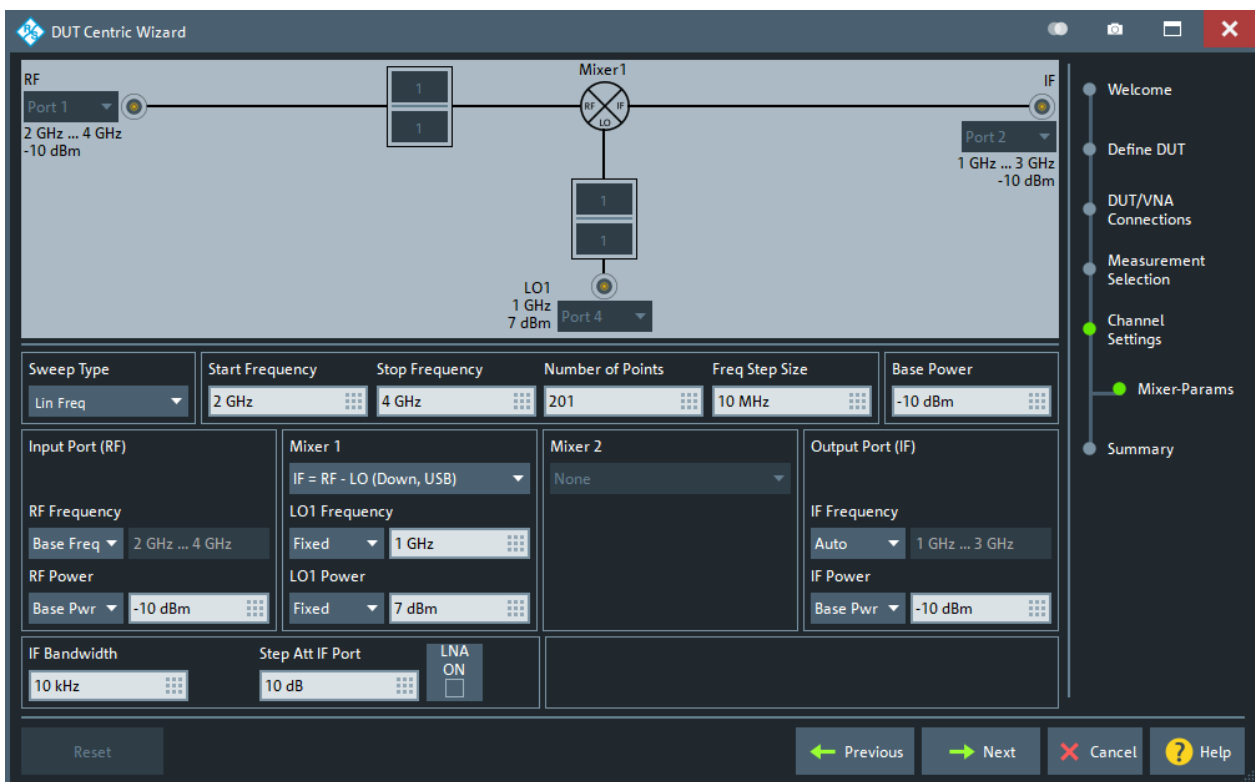 DUT Centric Wizard
RF
Port 1
2 GHz ... 4 GHz
-10 dBm
1
1
Mixer1
RF
IF
LO
IF
Port 2
1 GHz ... 3 GHz
-10 dBm
1
1
LO1
1 GHz
7 dBm
Port 4
Welcome
Define DUT
DUT/VNA
Connections
Measurement
Selection
Channel
Settings
Mixer-Params
Summary
Sweep Type
Lin Freq
Start Frequency
2 GHz
Stop Frequency
4 GHz
Number of Points
201
Freq Step Size
10 MHz
Base Power
-10 dBm
Input Port (RF)
RF Frequency
Base Freq
2 GHz ... 4 GHz
RF Power
Base Pwr
-10 dBm
Mixer 1
IF = RF - LO (Down, USB)
LO1 Frequency
Fixed
1 GHz
LO1 Power
Fixed
7 dBm
Mixer 2
None
Output Port (IF)
IF Frequency
Auto
1 GHz ... 3 GHz
IF Power
Base Pwr
-10 dBm
IF Bandwidth
10 kHz
Step Att IF Port
10 dB
LNA
ON
Reset
Previous
Next
Cancel
? Help